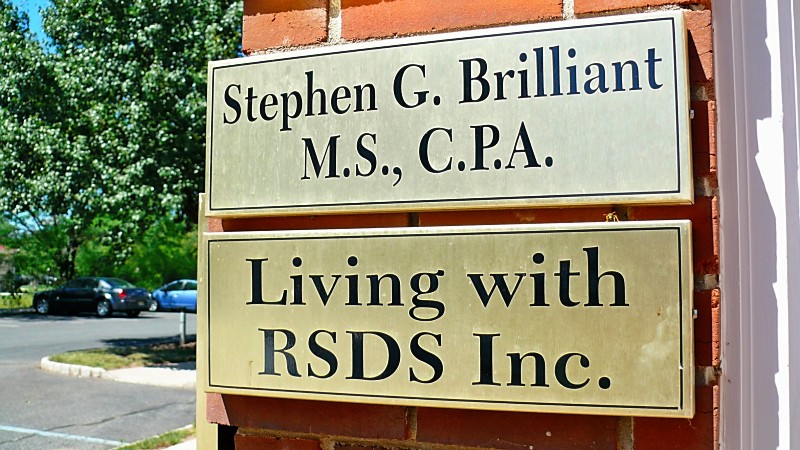 Stephen G. Brilliant
M.S., C.P.A.
Living with
RSDS Inc.